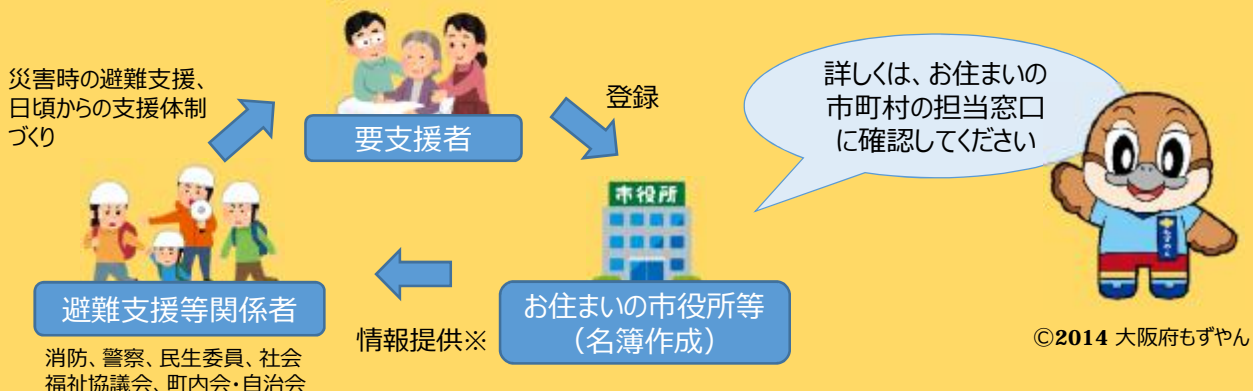 災害時の避難支援、
日頃からの支援体制
づくり
要支援者
登録
詳しくは、お住まいの
市町村の担当窓口
に確認してください
市役所
もずやん
避難支援等関係者
情報提供※
お住まいの市役所等
（名簿作成）
©2014 大阪府もずやん
消防、警察、民生委員、社会
福祉協議会、町内会・自治会